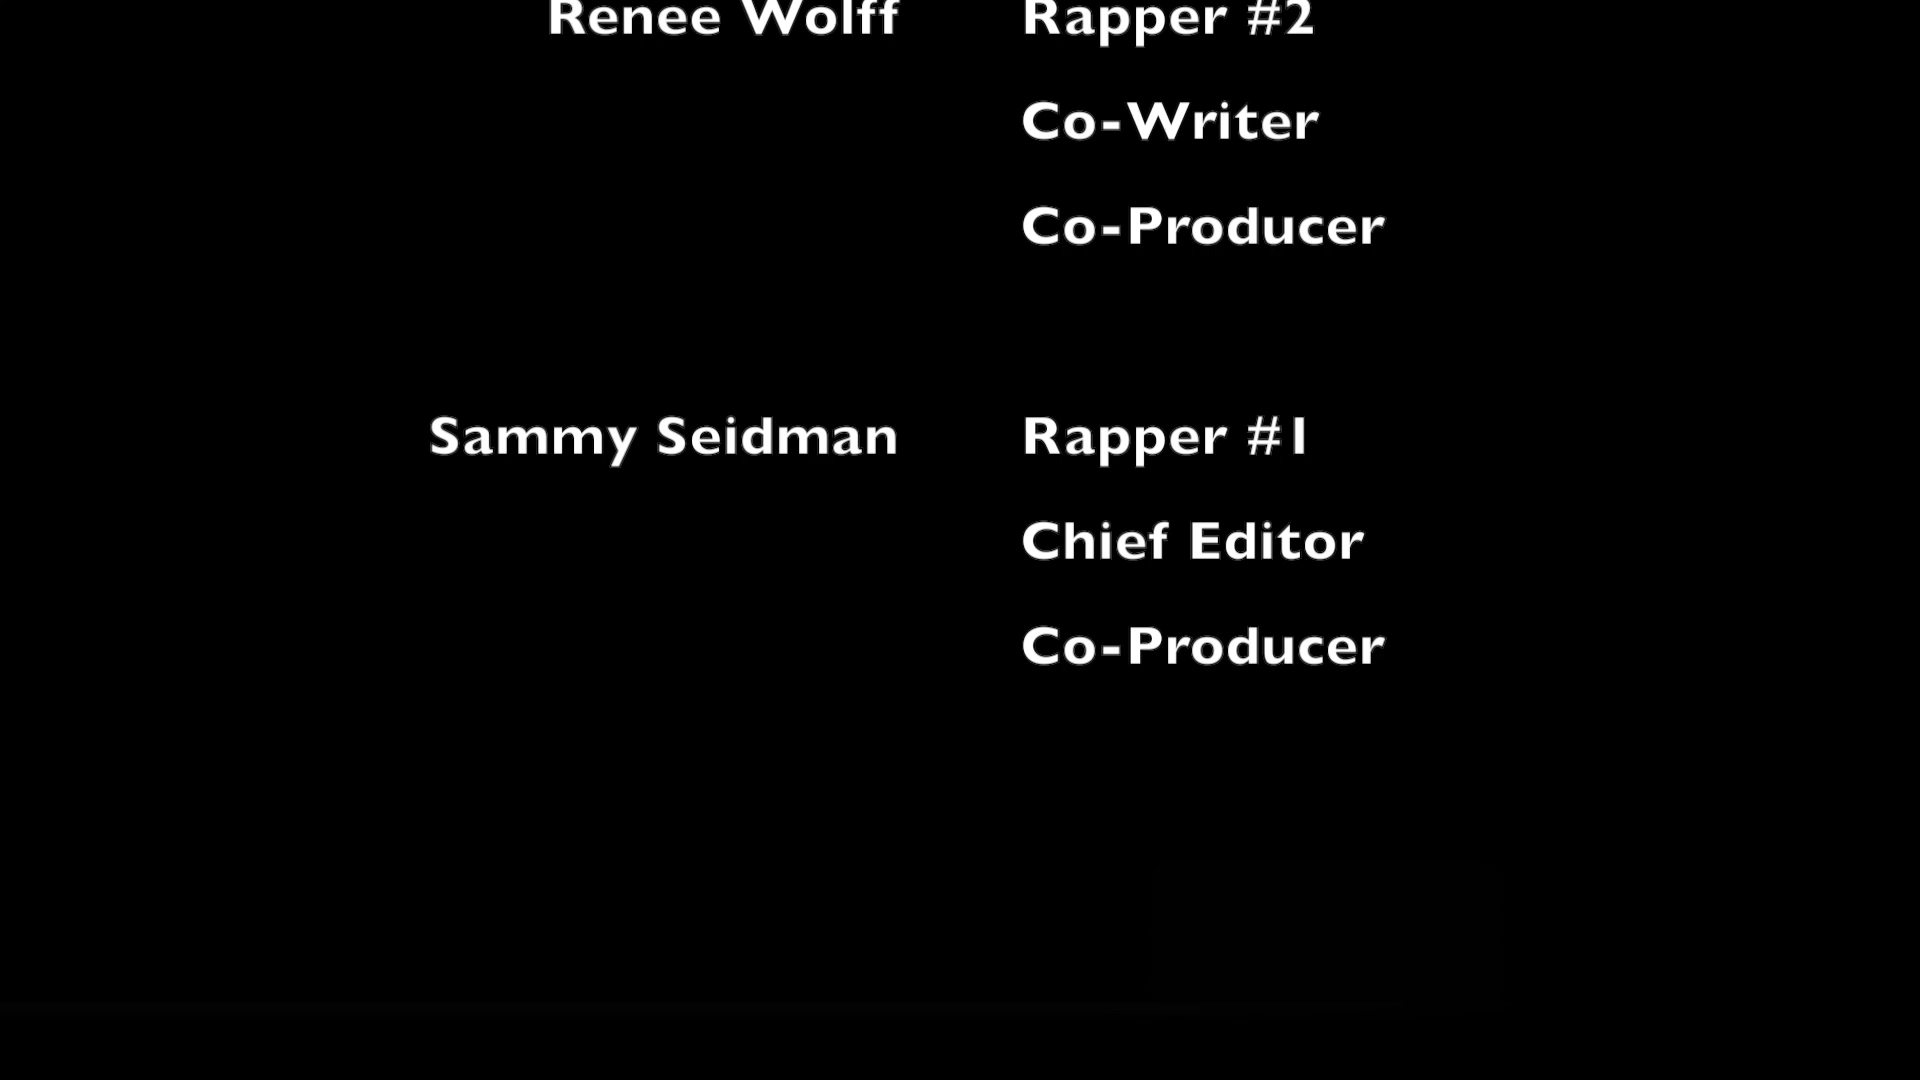 Renee Wolff Rapper #2
Co-Writer
Co-Producer
Sammy Seidman Rapper #1
Chief Editor
Co-Producer